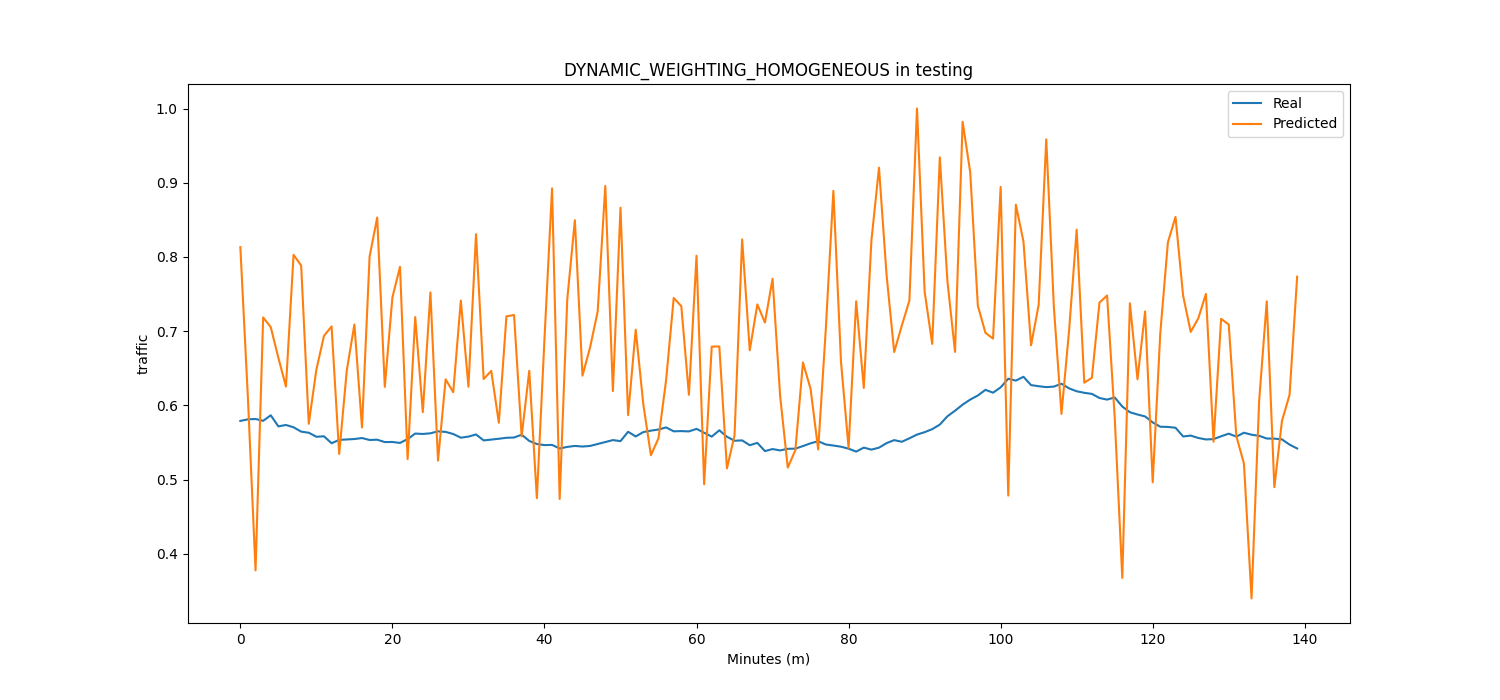 DYNAMIC_WEIGHTING_HOMOGENEOUS in testing
Real
Predicted
1.0
0.9
0.8
0.7
0.6
0.5
0.4
traffic
0 20 40 60 80 100 120 140
Minutes (m)